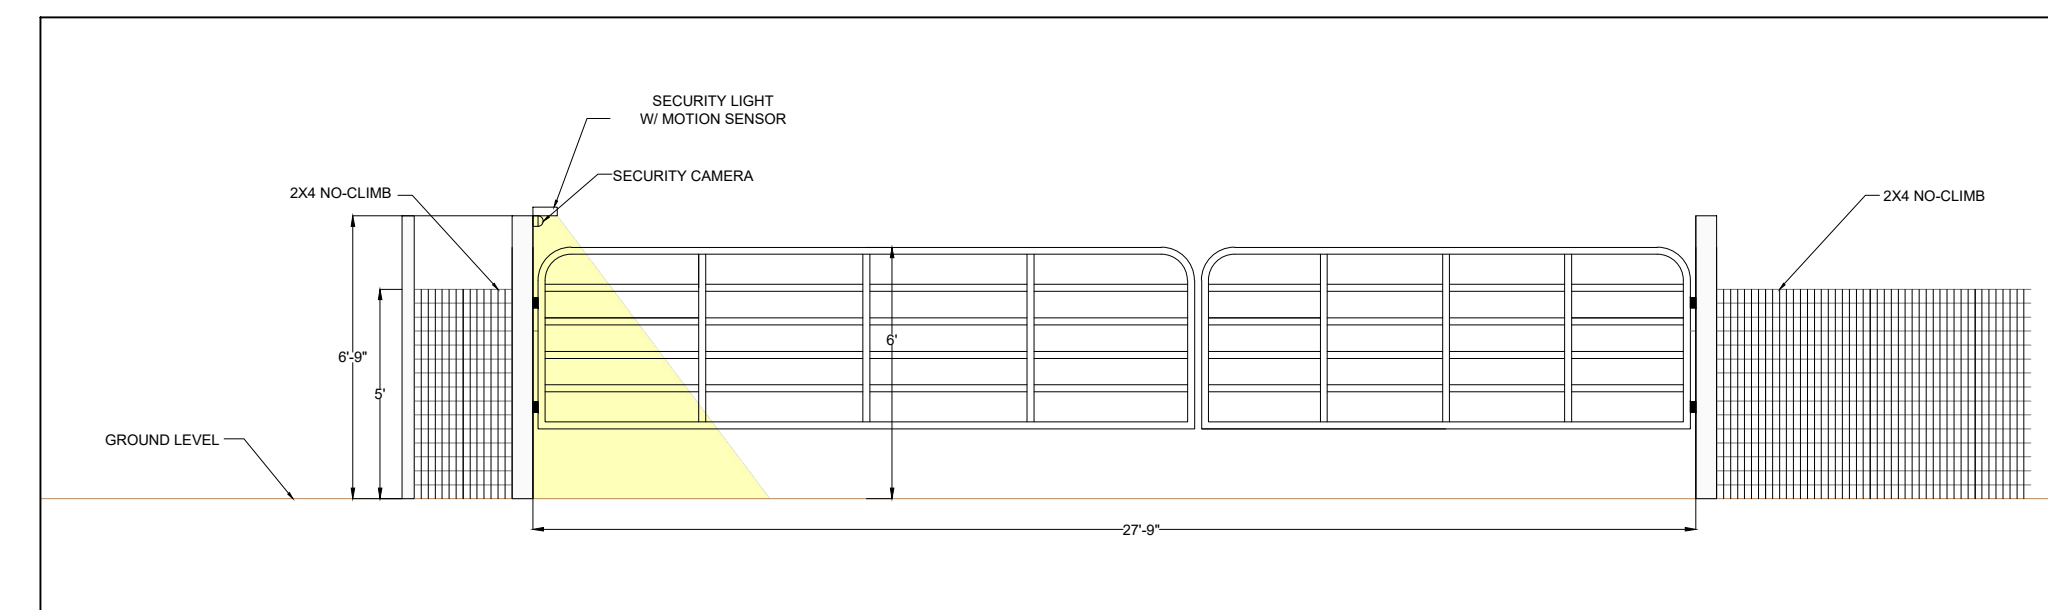 SECURITY LIGHT
W/ MOTION SENSOR
SECURITY CAMERA
2X4 NO-CLIMB
2X4 NO-CLIMB
6'
6'-9"
5'
GROUND LEVEL
27'-9"